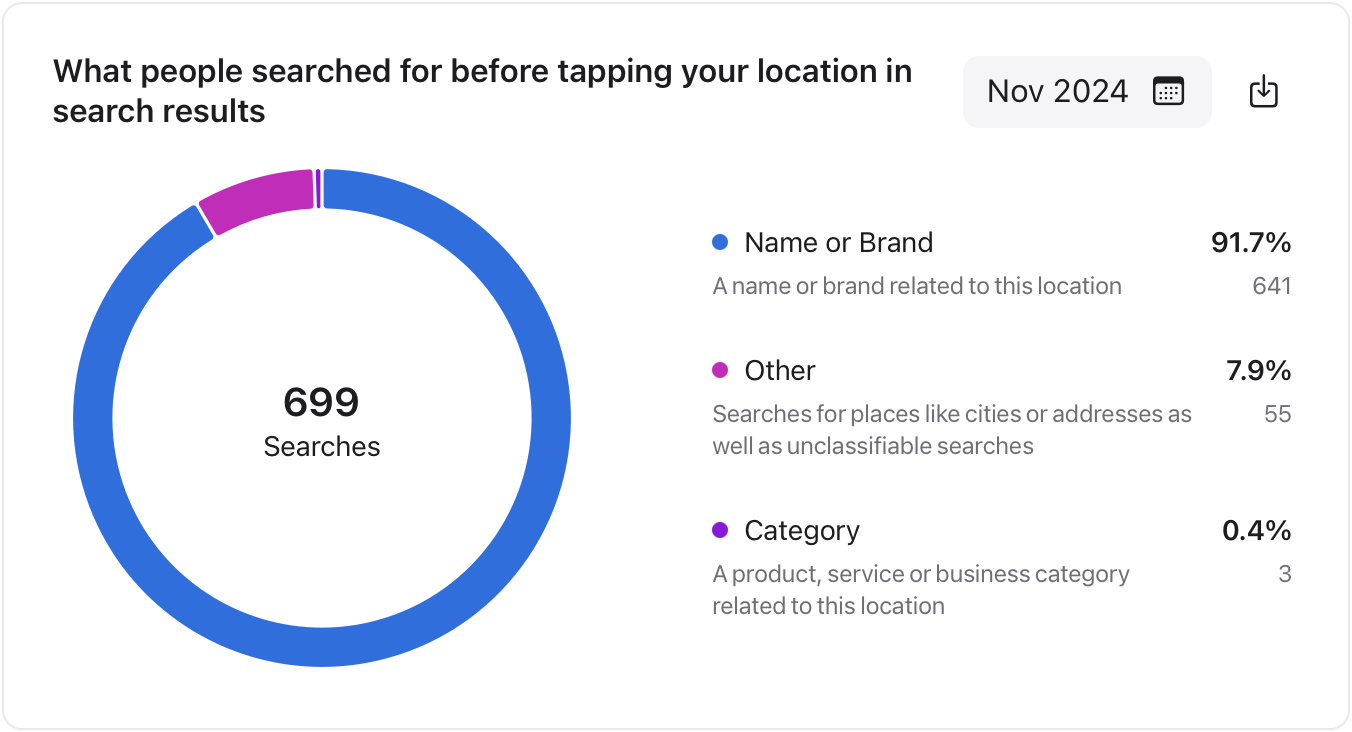 What people searched for before tapping your location in
search results
Nov 2024
699
Searches
Name or Brand
91.7%
A name or brand related to this location
641
Other
7.9%
Searches for places like cities or addresses as
55
well as unclassifiable searches
Category
0.4%
A product, service or business category
3
related to this location